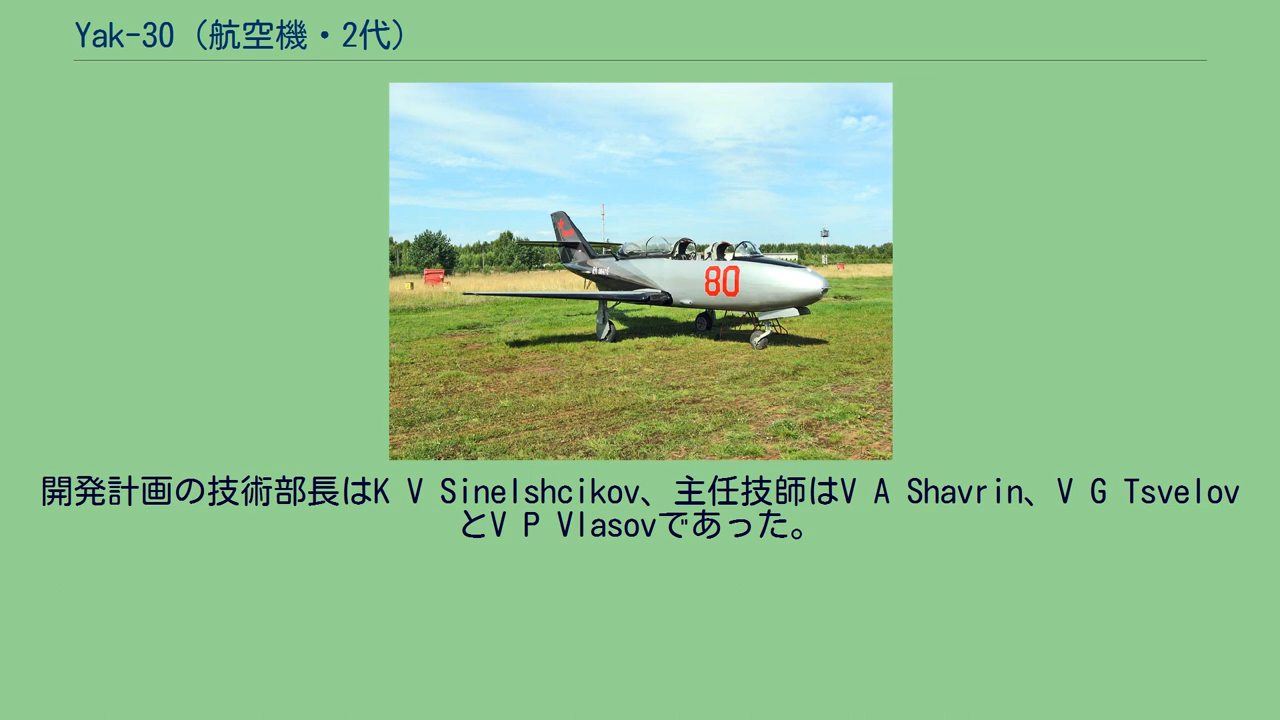 Yak-30（航空機・2代）
80
開発計画の技術部長はK V Sinelshcikov、主任技師はV A Shavrin、V G Tsvelov
とV P Vlasovであった。